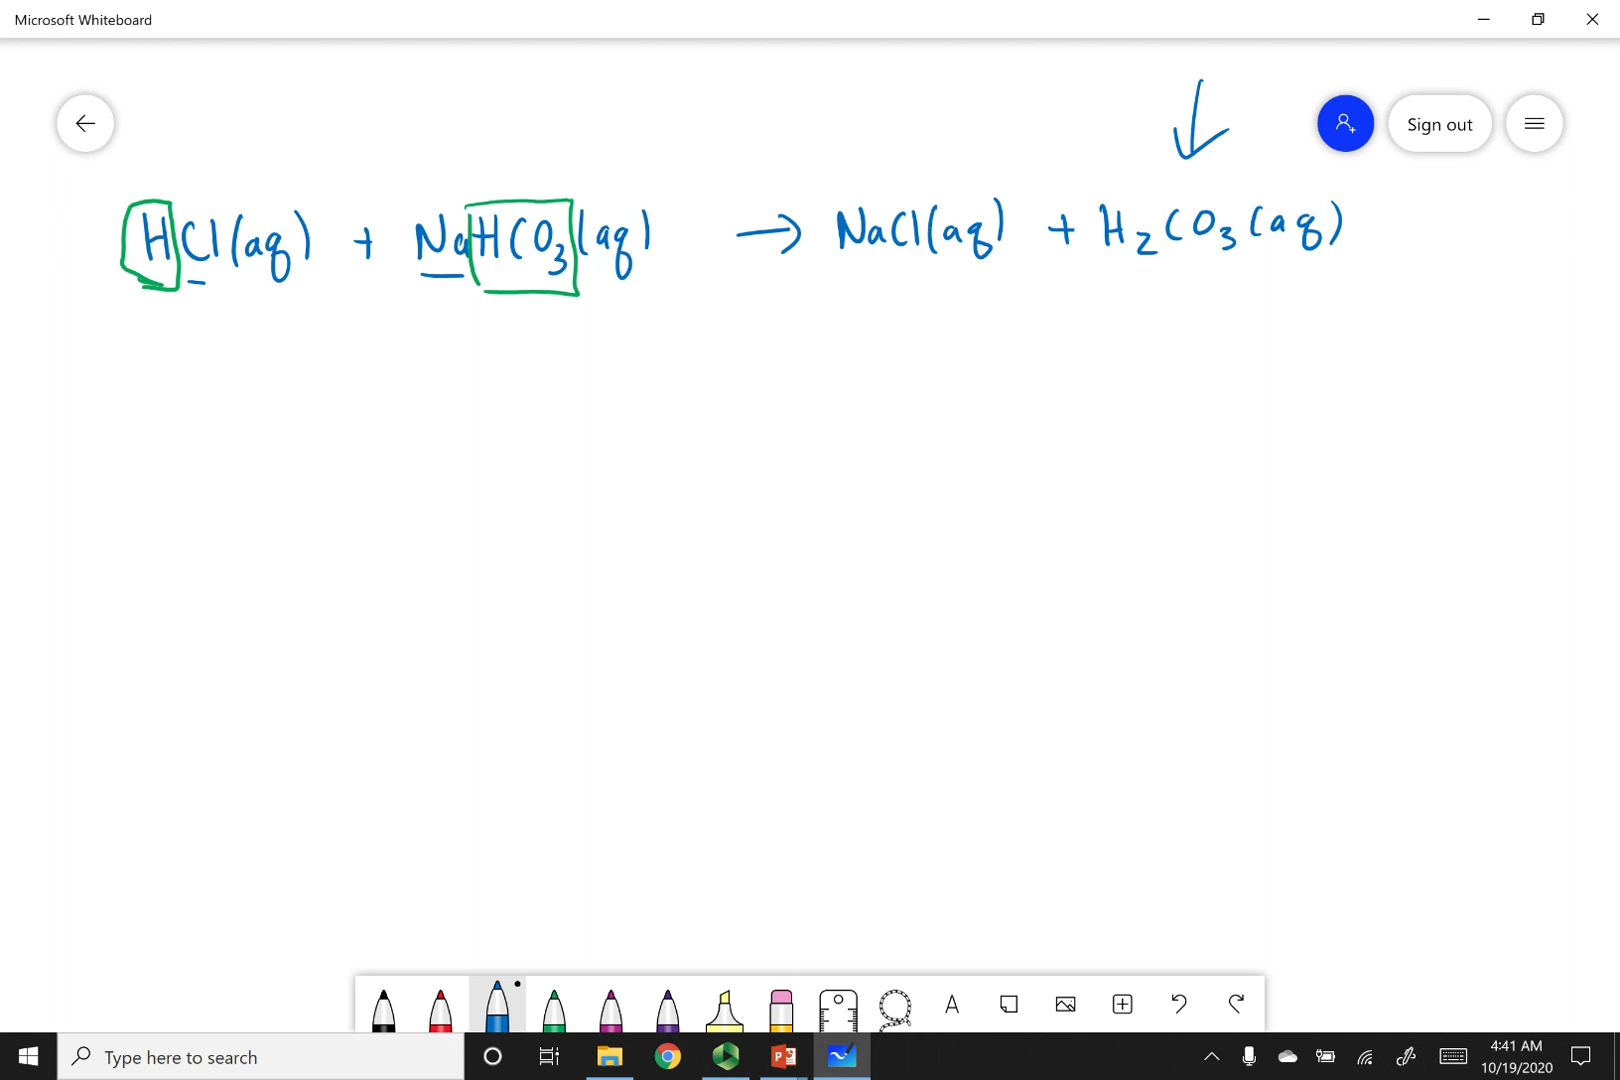 Microsoft Whiteboard
Sign out
HCl(aq) + NaHCO₃(aq) → NaCl(aq) + H₂CO₃(aq)
A
Type here to search
4:41 AM
10/19/2020